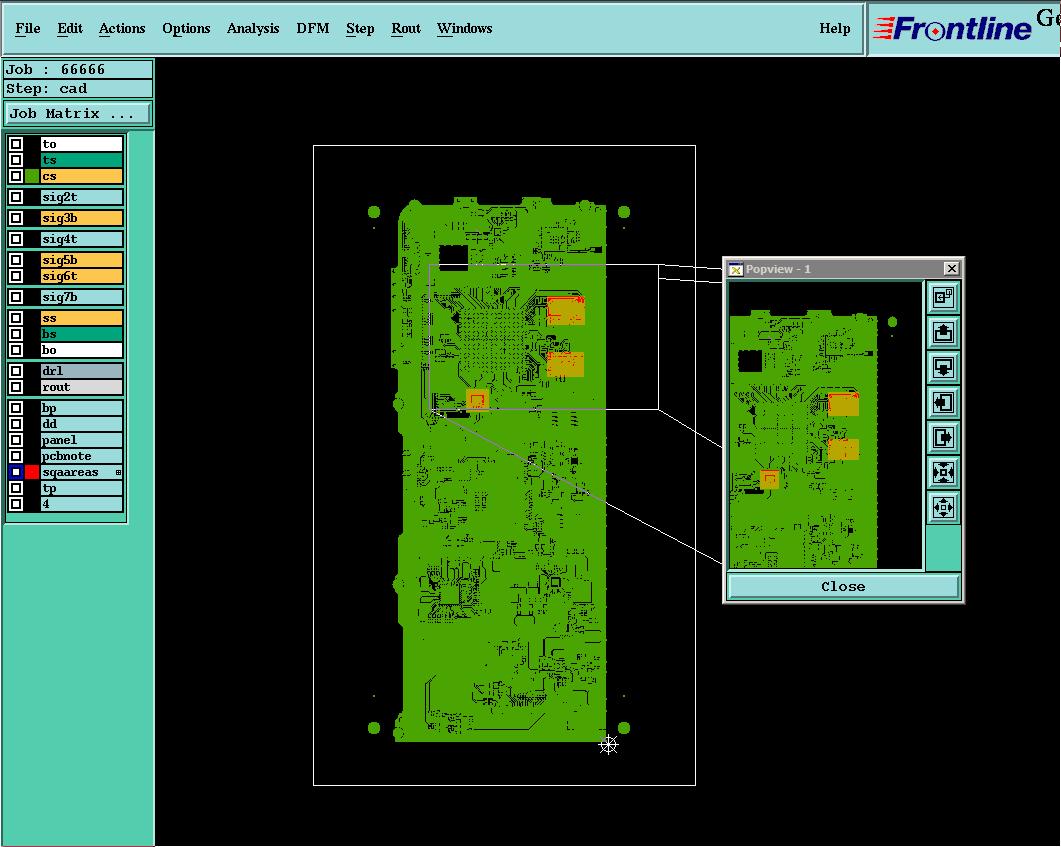 File Edit Actions Options Analysis DFM Step Rout Windows Help
Frontline
Job : 66666
Step: cad
Job Matrix ...
to
ts
cs
sig2t
sig3b
sig4t
sig5b
sig6t
sig7b
ss
bs
bo
drl
rout
bp
dd
panel
pcbnote
sqaareas
tp
4
Popview - 1
Close